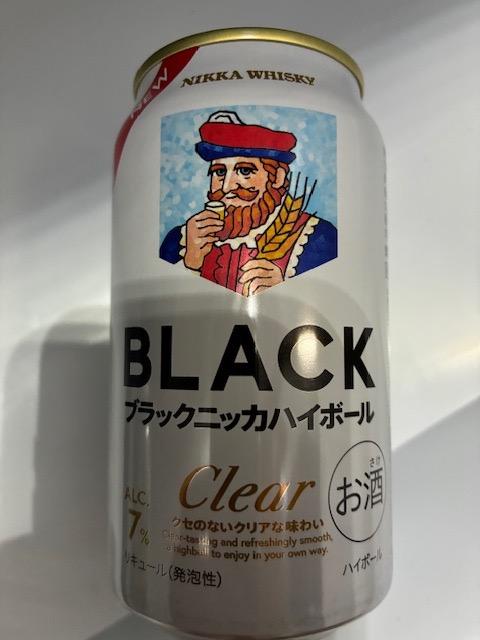 NEW
NIKKA WHISKY
BLACK
ブラックニッカハイボール
Clear
ALC.
7%
クセのないクリアな味わい
Clear-tasting and refreshingly smooth,
a highball to enjoy in your own way.
さけ
お酒
リキュール(発泡性)
ハイボール